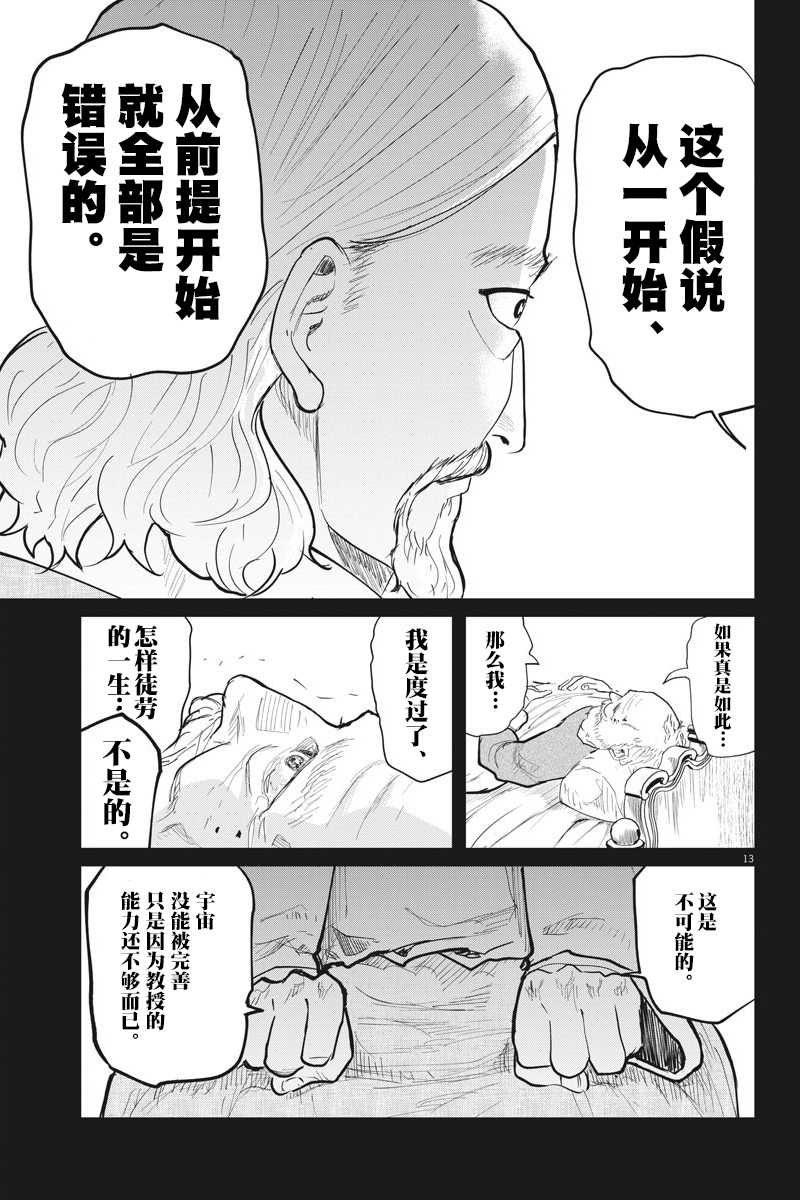 这个假说
从一开始、
从前提开始
就全部是
错误的。
如果真是如此…
那么我…
我是度过了、
怎样徒劳
的一生…
不是的。
13
这是
不可能的。
宇宙
没能被完善
只是因为教授的
能力还不够而已。